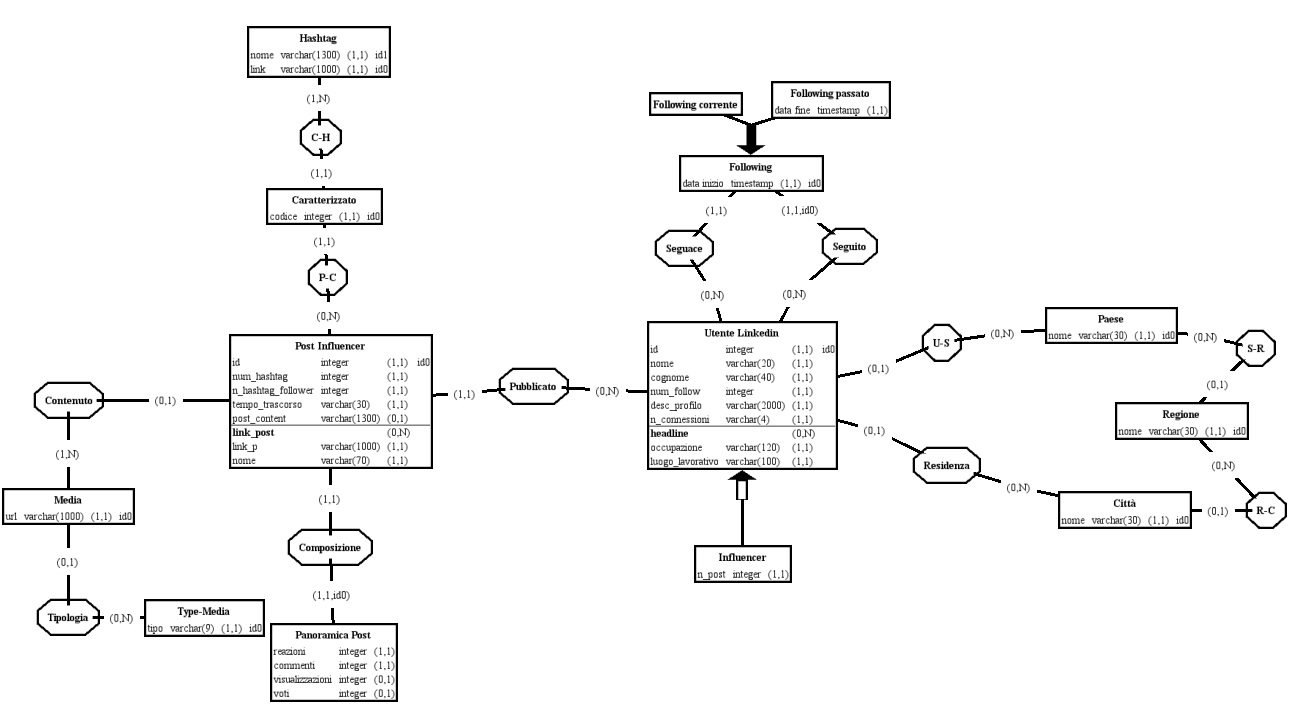 Hashtag
nome varchar(1300) (1,1) id1
link varchar(1000) (1,1) id0
(1,N)
C-H
(1,1)
Caratterizzato
codice integer (1,1) id0
(1,1)
P-C
(0,N)
Post Influencer
id integer (1,1) id0
num_hashtag integer (1,1)
n_hashtag_follower integer (1,1)
tempo_trascorso varchar(30) (1,1)
post_content varchar(1300) (0,1)
link_post (0,N)
link_p varchar(1000) (1,1)
nome varchar(70) (1,1)
Contenuto
(0,1)
(1,N)
Media
url varchar(1000) (1,1) id0
(0,1)
Tipologia
(0,N)
Type-Media
tipo varchar(9) (1,1) id0
(1,1)
Composizione
(1,1,id0)
Panoramica Post
reazioni integer (1,1)
commenti integer (1,1)
visualizzazioni integer (0,1)
voti integer (0,1)
(1,1)
Pubblicato
(0,N)
Following corrente
Following passato
data fine timestamp (1,1)
Following
data inizio timestamp (1,1) id0
(1,1)
(1,1,id0)
Seguace
Seguito
(0,N)
(0,N)
Utente Linkedin
id integer (1,1) id0
nome varchar(20) (1,1)
cognome varchar(40) (1,1)
num_follow integer (1,1)
desc_profilo varchar(2000) (1,1)
n_connessioni varchar(4) (1,1)
headline (0,N)
occupazione varchar(120) (1,1)
luogo_lavorativo varchar(100) (1,1)
Influencer
n_post integer (1,1)
(0,1)
U-S
(0,N)
Paese
nome varchar(30) (1,1) id0
(0,N)
S-R
(0,1)
Regione
nome varchar(30) (1,1) id0
(0,N)
R-C
(0,1)
(0,1)
Residenza
(0,N)
Città
nome varchar(30) (1,1) id0